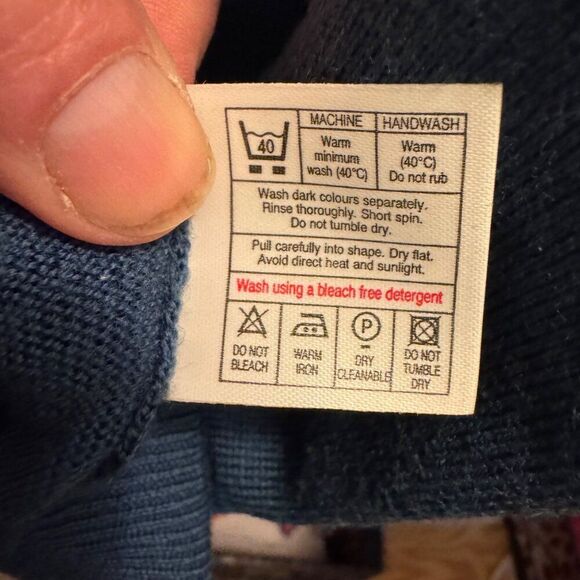 40
MACHINE
Warm
minimum
wash (40°C)
HANDWASH
Warm
(40°C)
Do not rub
Wash dark colours separately.
Rinse thoroughly. Short spin.
Do not tumble dry.
Pull carefully into shape. Dry flat.
Avoid direct heat and sunlight.
Wash using a bleach free detergent
DO NOT
BLEACH
WARM
IRON
P
DRY
CLEANABLE
DO NOT
TUMBLE
DRY